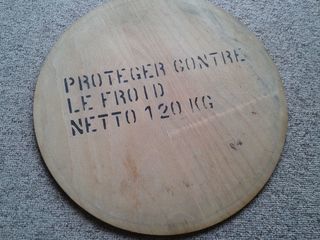 PROTEGER CONTRE
LE FROID
NETTO 120 KG